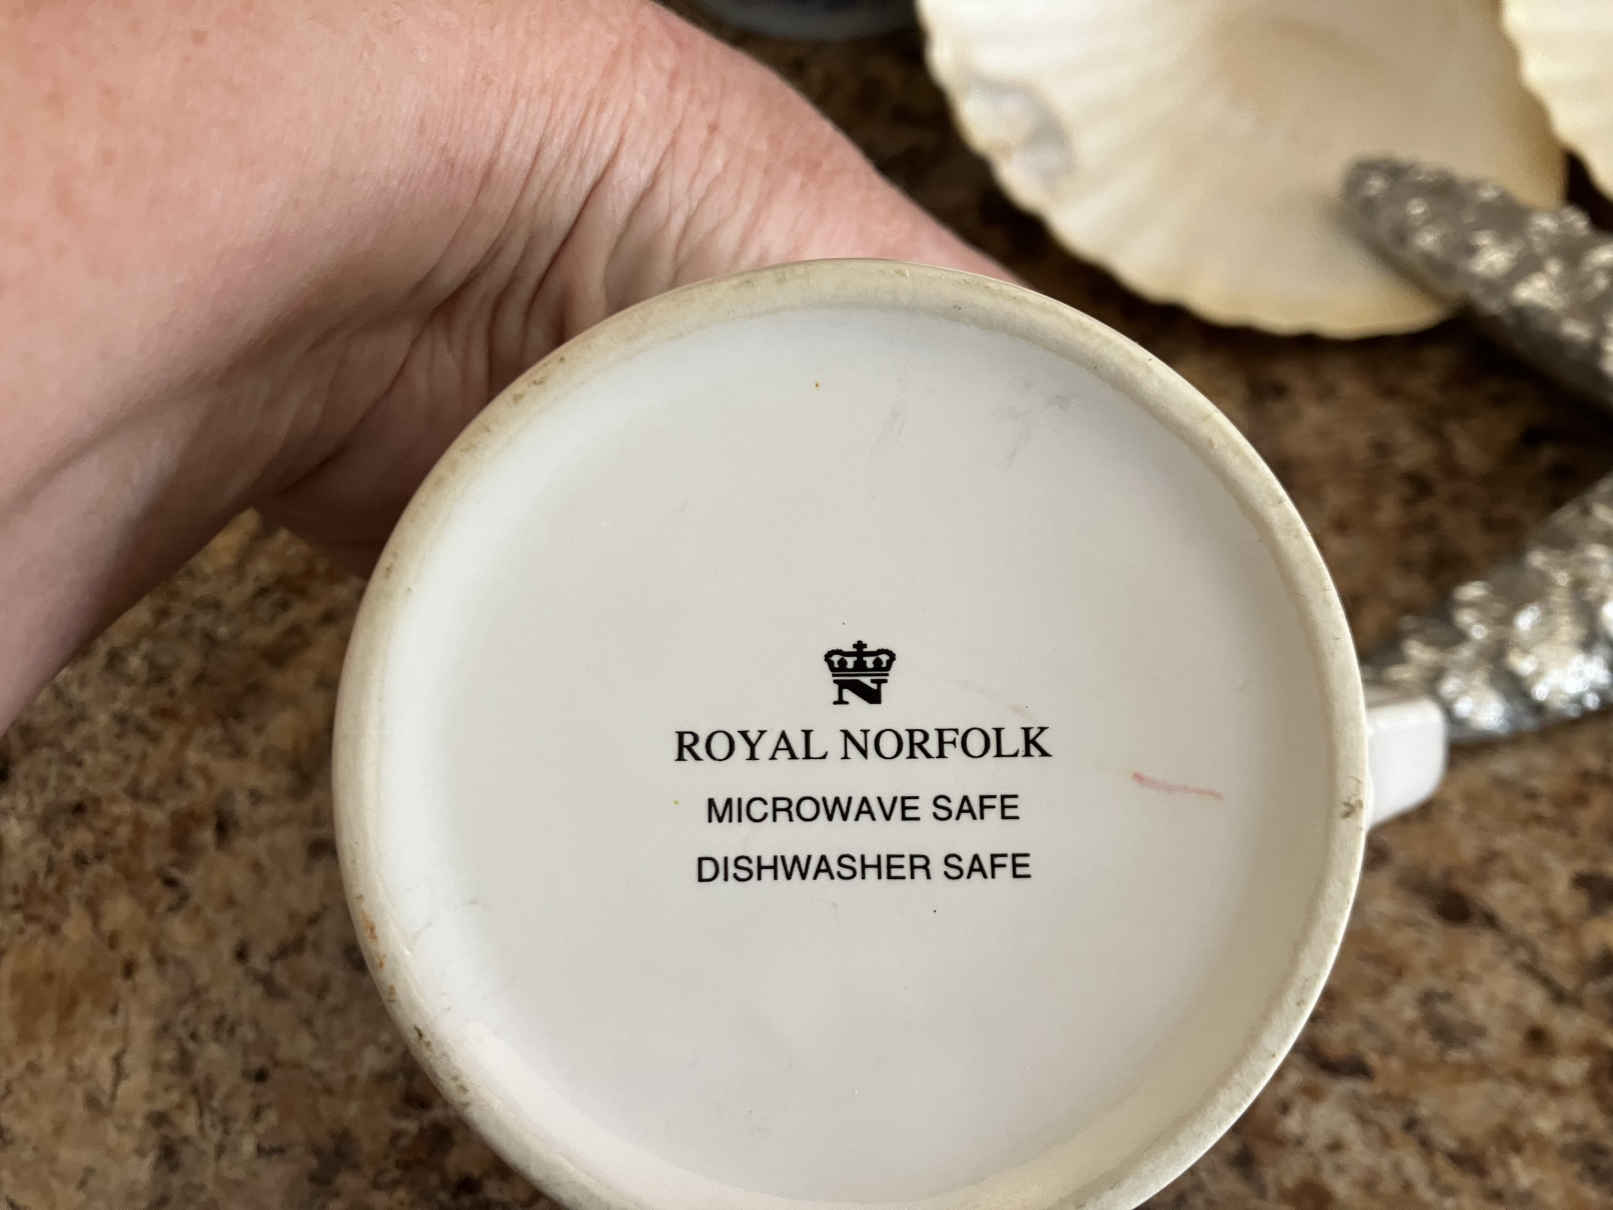 N
ROYAL NORFOLK
MICROWAVE SAFE
DISHWASHER SAFE